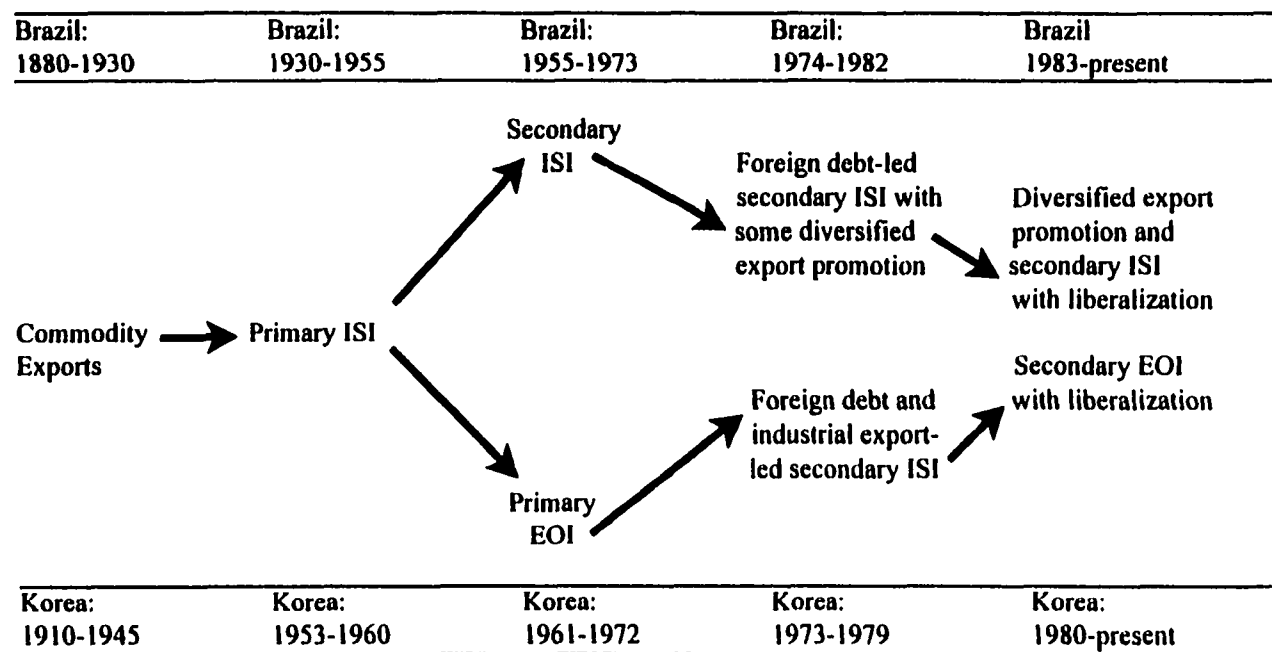 Brazil: Brazil: Brazil: Brazil: Brazil
1880-1930 1930-1955 1955-1973 1974-1982 1983-present
Secondary
ISI
Foreign debt-led
secondary ISI with
some diversified
export promotion
Diversified export
promotion and
secondary ISI
with liberalization
Commodity
Exports
Primary ISI
Primary
EOI
Foreign debt and
industrial export-
led secondary ISI
Secondary EOI
with liberalization
Korea: Korea: Korea: Korea: Korea:
1910-1945 1953-1960 1961-1972 1973-1979 1980-present